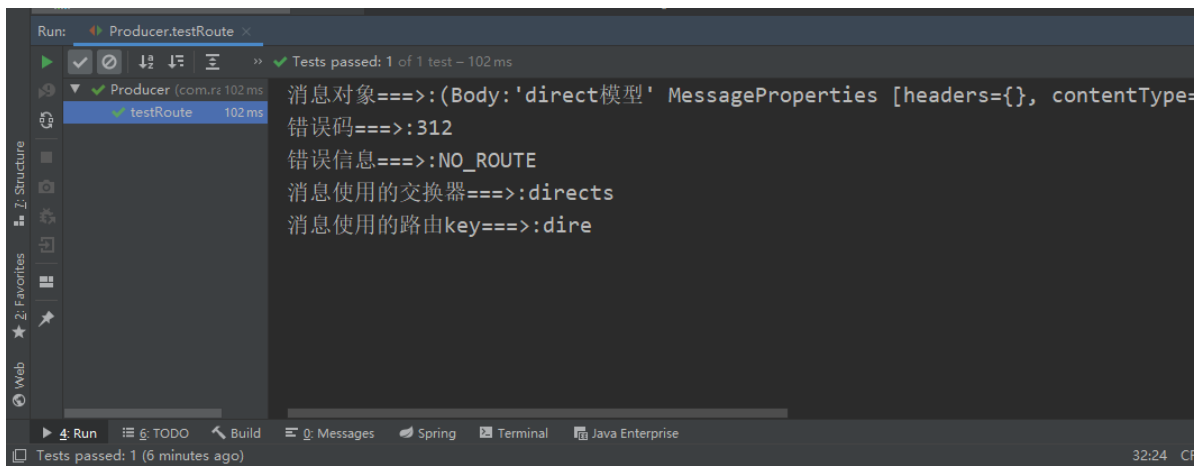 Run: Producer.testRoute
Tests passed: 1 of 1 test – 102 ms
Producer (com.ra 102 ms
testRoute 102 ms
消息对象===>:(Body:'direct模型' MessageProperties [headers={}, contentType=
错误码===>:312
错误信息===>:NO_ROUTE
消息使用的交换器===>:directs
消息使用的路由key===>:dire
7: Structure
2: Favorites
Web
4: Run 6: TODO Build 0: Messages Spring Terminal Java Enterprise
Tests passed: 1 (6 minutes ago) 32:24